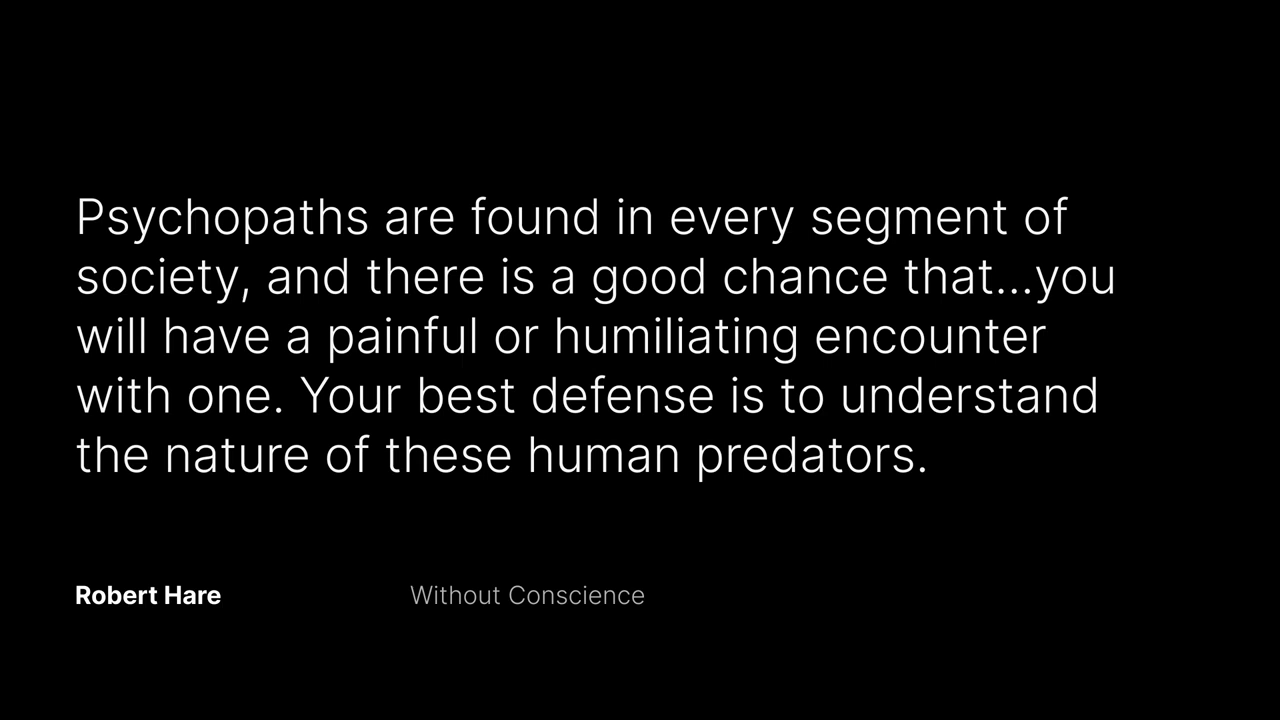 Psychopaths are found in every segment of
society, and there is a good chance that...you
will have a painful or humiliating encounter
with one. Your best defense is to understand
the nature of these human predators.
Robert Hare
Without Conscience